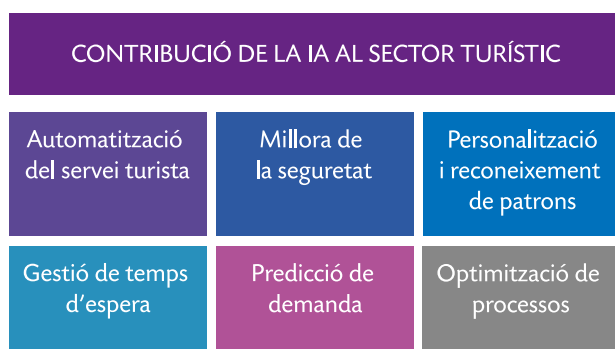 CONTRIBUCIÓ DE LA IA AL SECTOR TURÍSTIC
Automatització
del servei turista
Millora de
la seguretat
Personalització
i reconeixement
de patrons
Gestió de temps
d'espera
Predicció de
demanda
Optimització de
processos